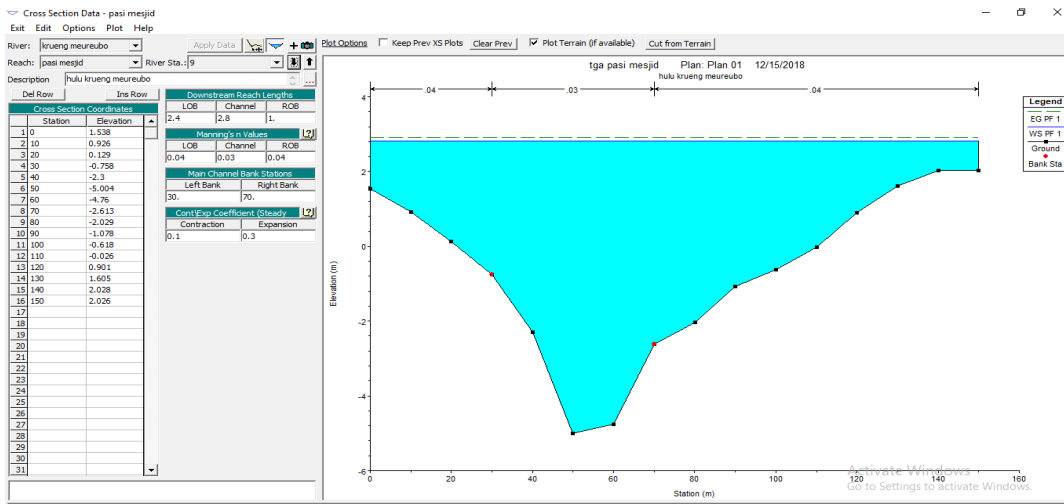 Cross Section Data - pasi mesjid
Exit Edit Options Plot Help
River: krueng meureubo Apply Data Plot Options Keep Prev XS Plots Clear Prev Plot Terrain (if available) Cut from Terrain
Reach: pasi mesjid River Sta.: 9
Description hulu krueng meureubo ...
Del Row Ins Row
Cross Section Coordinates
Station Elevation
1 0 1.538
2 10 0.926
3 20 0.129
4 30 -0.758
5 40 -2.3
6 50 -5.004
7 60 -4.76
8 70 -2.613
9 80 -2.029
10 90 -1.078
11 100 -0.618
12 110 -0.026
13 120 0.901
14 130 1.605
15 140 2.028
16 150 2.026
17
18
19
20
21
22
23
24
25
26
27
28
29
30
31
Downstream Reach Lengths
LOB Channel ROB
2.4 2.8 1.
Manning's n Values ?
LOB Channel ROB
0.04 0.03 0.04
Main Channel Bank Stations
Left Bank Right Bank
30. 70.
Cont\Exp Coefficient (Steady ?
Contraction Expansion
0.1 0.3
tga pasi mesjid Plan: Plan 01 12/15/2018
hulu krueng meureubo
.04 .03 .04
4
2
0
-2
-4
-6
Elevation (m)
0 20 40 60 80 100 120 140 160
Station (m)
Legend
EG PF 1
WS PF 1
Ground
Bank Sta
Activate Windows
Go to Settings to activate Windows.